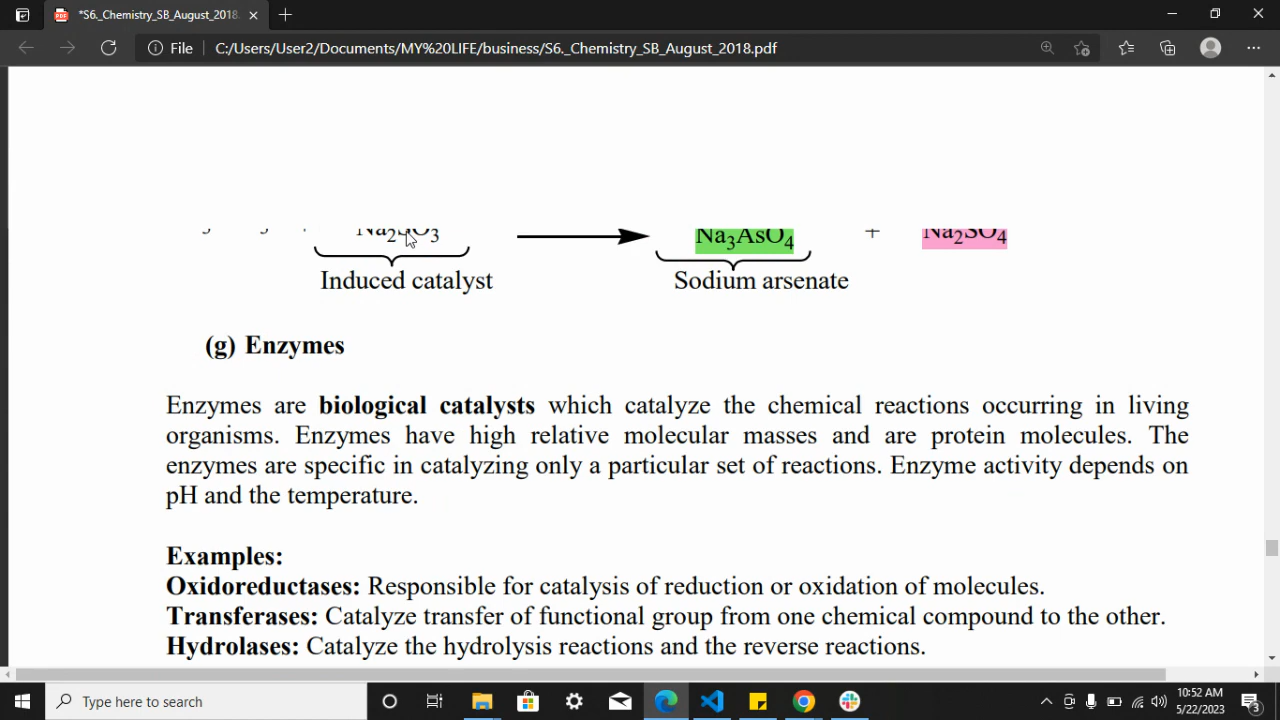 *S6._Chemistry_SB_August_2018.
File C:/Users/User2/Documents/MY%20LIFE/business/S6._Chemistry_SB_August_2018.pdf
Na2SO3 Na3AsO4 + Na2SO4
Induced catalyst Sodium arsenate
(g) Enzymes
Enzymes are biological catalysts which catalyze the chemical reactions occurring in living
organisms. Enzymes have high relative molecular masses and are protein molecules. The
enzymes are specific in catalyzing only a particular set of reactions. Enzyme activity depends on
pH and the temperature.
Examples:
Oxidoreductases: Responsible for catalysis of reduction or oxidation of molecules.
Transferases: Catalyze transfer of functional group from one chemical compound to the other.
Hydrolases: Catalyze the hydrolysis reactions and the reverse reactions.
Type here to search
10:52 AM
5/22/2023
3